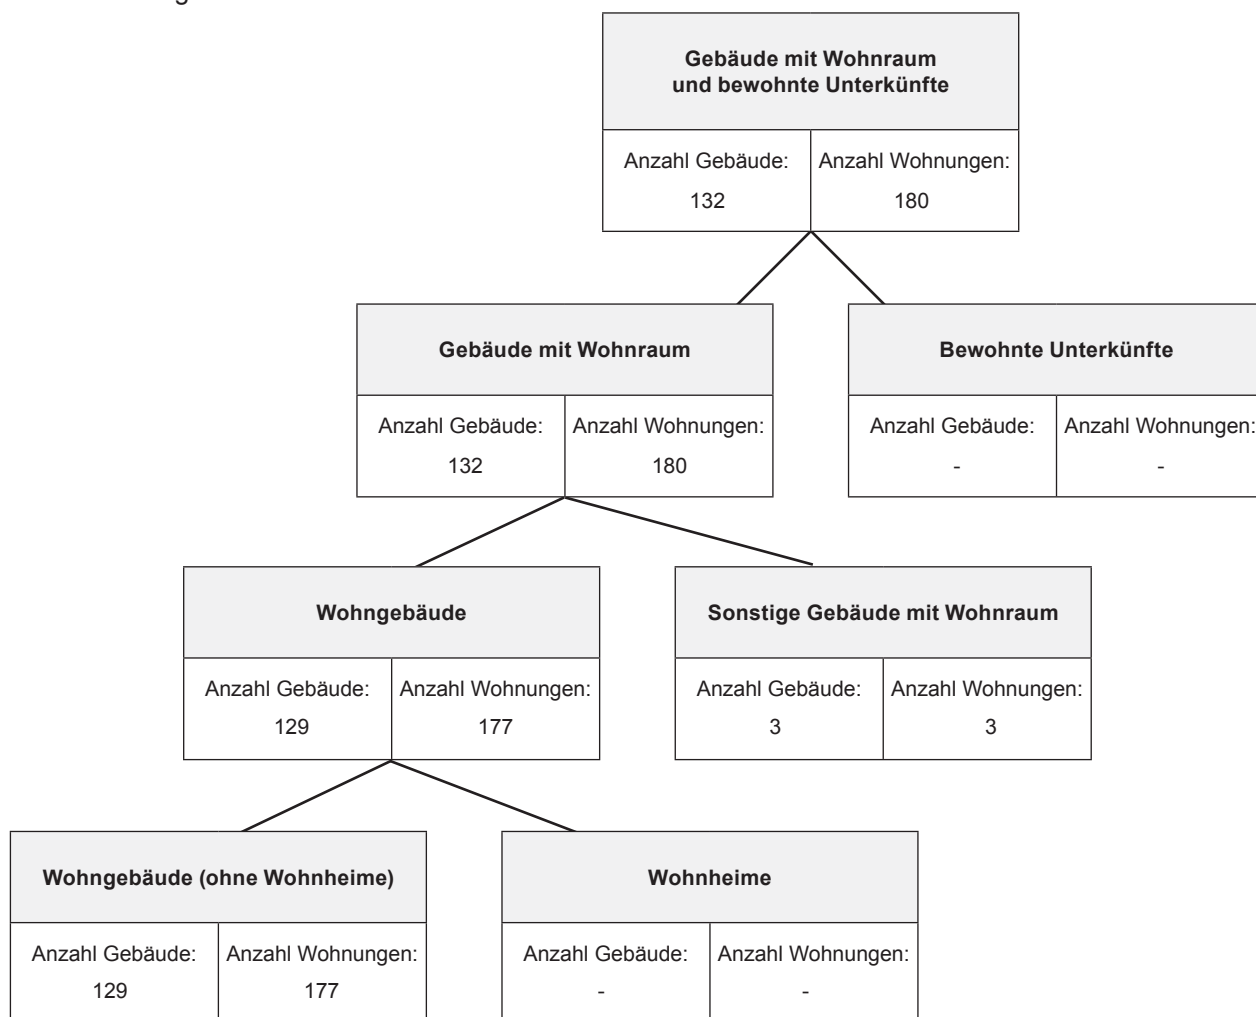 Gebäude mit Wohnraum
und bewohnte Unterkünfte
Anzahl Gebäude: Anzahl Wohnungen:
132 180
Gebäude mit Wohnraum
Bewohnte Unterkünfte
Anzahl Gebäude: Anzahl Wohnungen:
132 180
Anzahl Gebäude: Anzahl Wohnungen:
- -
Wohngebäude
Sonstige Gebäude mit Wohnraum
Anzahl Gebäude: Anzahl Wohnungen:
129 177
Anzahl Gebäude: Anzahl Wohnungen:
3 3
Wohngebäude (ohne Wohnheime)
Wohnheime
Anzahl Gebäude: Anzahl Wohnungen:
129 177
Anzahl Gebäude: Anzahl Wohnungen:
- -